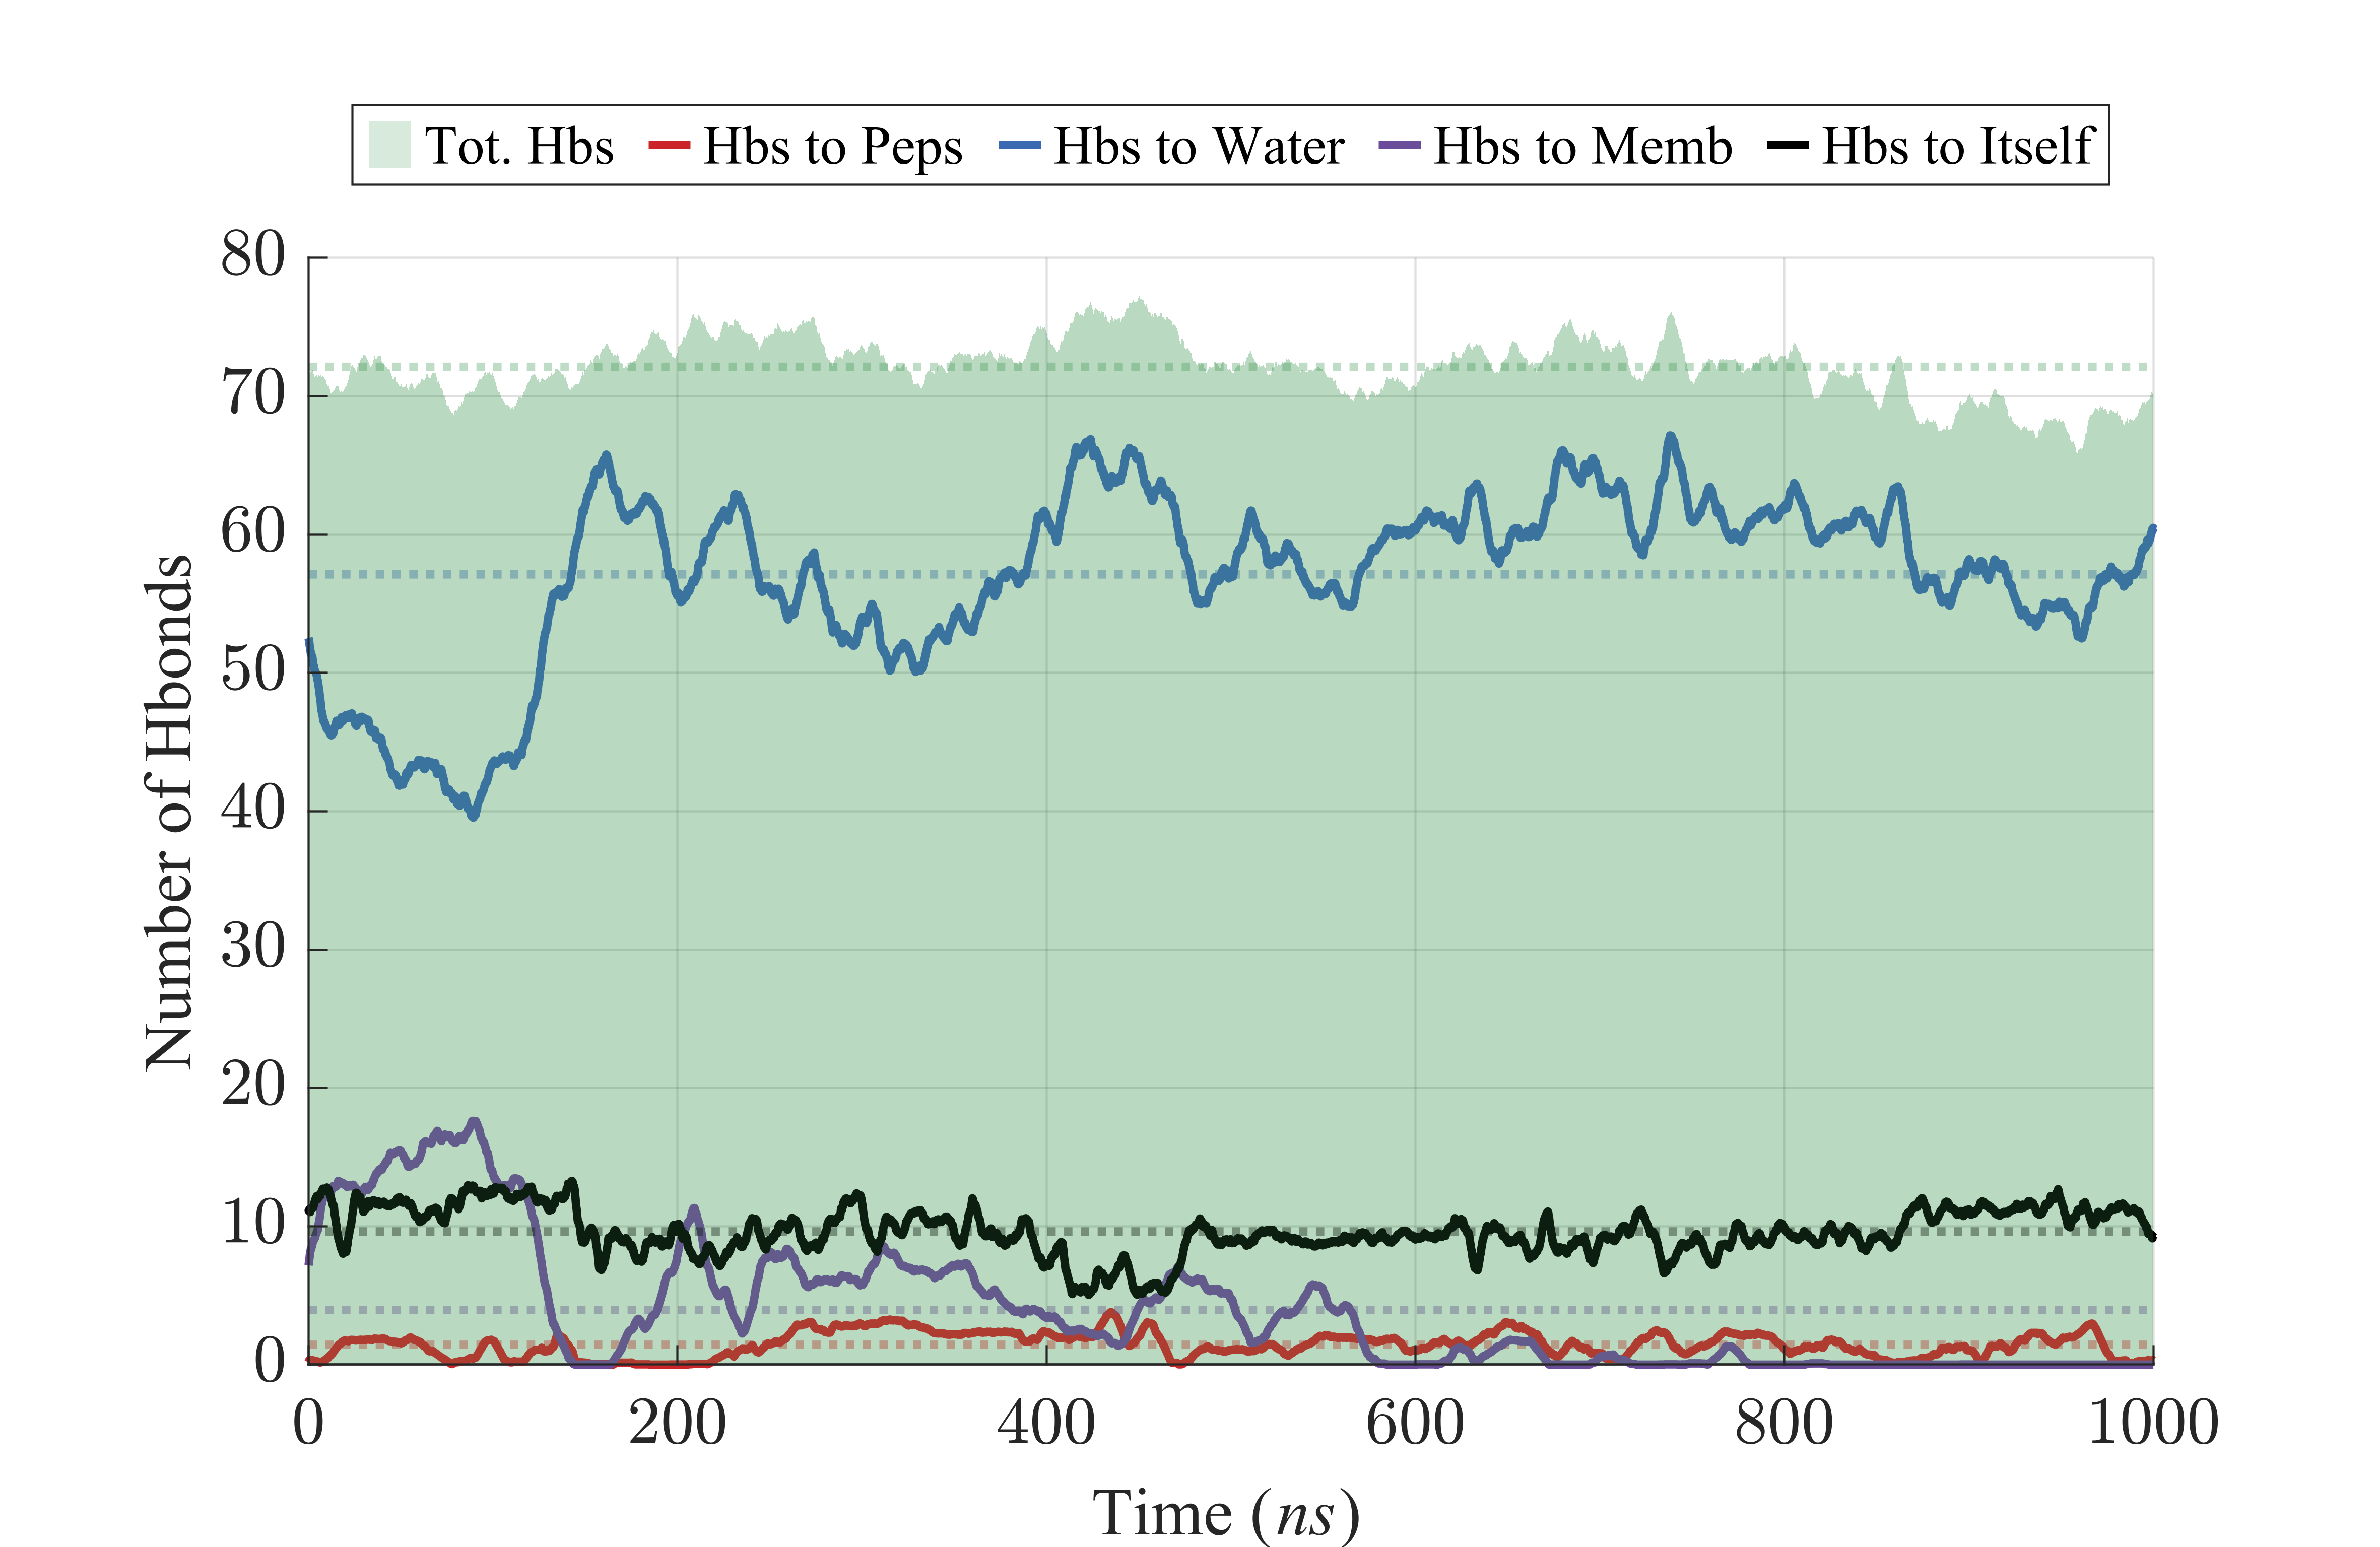 Tot. Hbs Hbs to Peps Hbs to Water Hbs to Memb Hbs to Itself
80
70
60
50
40
30
20
10
0
Number of Hbonds
0 200 400 600 800 1000
Time (ns)